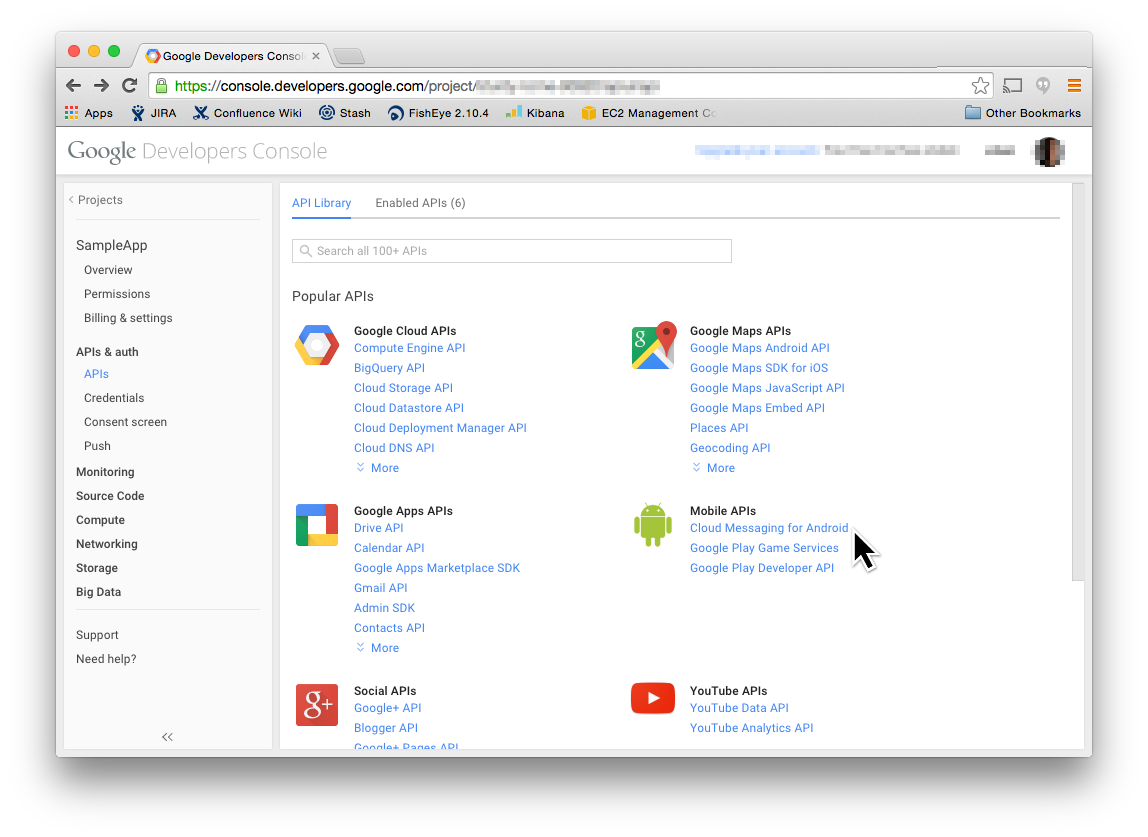 Google Developers Consol
https://console.developers.google.com/project/
Apps JIRA Confluence Wiki Stash FishEye 2.10.4 Kibana EC2 Management Co Other Bookmarks
Google Developers Console
Projects
SampleApp
Overview
Permissions
Billing & settings
APIs & auth
APIs
Credentials
Consent screen
Push
Monitoring
Source Code
Compute
Networking
Storage
Big Data
Support
Need help?
API Library Enabled APIs (6)
Search all 100+ APIs
Popular APIs
Google Cloud APIs
Compute Engine API
BigQuery API
Cloud Storage API
Cloud Datastore API
Cloud Deployment Manager API
Cloud DNS API
More
Google Maps APIs
Google Maps Android API
Google Maps SDK for iOS
Google Maps JavaScript API
Google Maps Embed API
Places API
Geocoding API
More
Google Apps APIs
Drive API
Calendar API
Google Apps Marketplace SDK
Gmail API
Admin SDK
Contacts API
More
Mobile APIs
Cloud Messaging for Android
Google Play Game Services
Google Play Developer API
Social APIs
Google+ API
Blogger API
Google+ Pages API
YouTube APIs
YouTube Data API
YouTube Analytics API